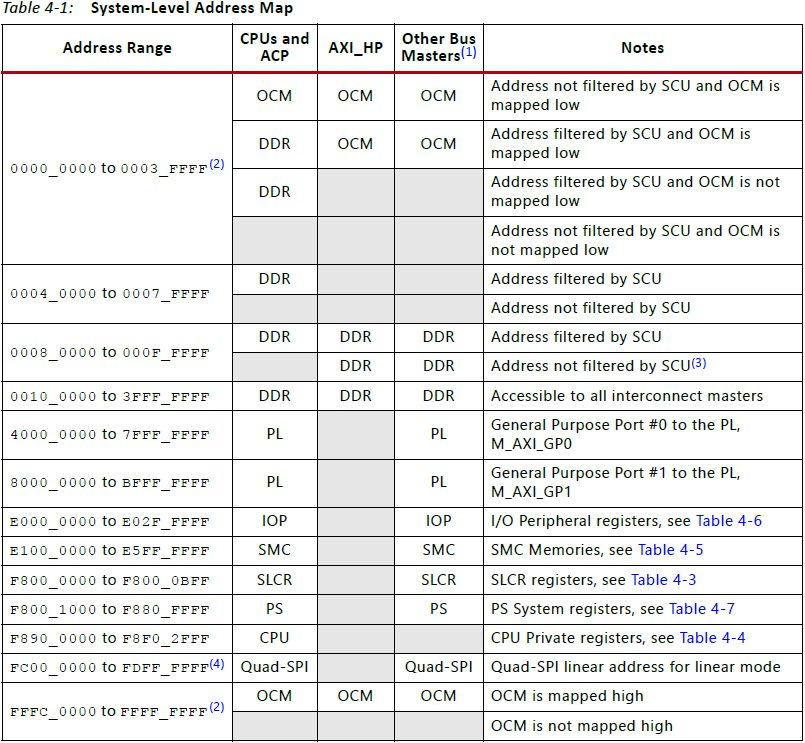 Table 4-1: System-Level Address Map
Address Range
CPUs and
ACP
AXI_HP
Other Bus
Masters(1)
Notes
0000_0000 to 0003_FFFF(2)
OCM OCM OCM
Address not filtered by SCU and OCM is
mapped low
DDR OCM OCM
Address filtered by SCU and OCM is
mapped low
DDR
Address filtered by SCU and OCM is not
mapped low
Address not filtered by SCU and OCM is
not mapped low
0004_0000 to 0007_FFFF
DDR Address filtered by SCU
Address not filtered by SCU
0008_0000 to 000F_FFFF
DDR DDR DDR Address filtered by SCU
DDR DDR Address not filtered by SCU(3)
0010_0000 to 3FFF_FFFF DDR DDR DDR Accessible to all interconnect masters
4000_0000 to 7FFF_FFFF PL PL
General Purpose Port #0 to the PL,
M_AXI_GP0
8000_0000 to BFFF_FFFF PL PL
General Purpose Port #1 to the PL,
M_AXI_GP1
E000_0000 to E02F_FFFF IOP IOP I/O Peripheral registers, see Table 4-6
E100_0000 to E5FF_FFFF SMC SMC SMC Memories, see Table 4-5
F800_0000 to F800_0BFF SLCR SLCR SLCR registers, see Table 4-3
F800_1000 to F880_FFFF PS PS PS System registers, see Table 4-7
F890_0000 to F8F0_2FFF CPU CPU Private registers, see Table 4-4
FC00_0000 to FDFF_FFFF(4) Quad-SPI Quad-SPI Quad-SPI linear address for linear mode
FFFC_0000 to FFFF_FFFF(2)
OCM OCM OCM OCM is mapped high
OCM is not mapped high